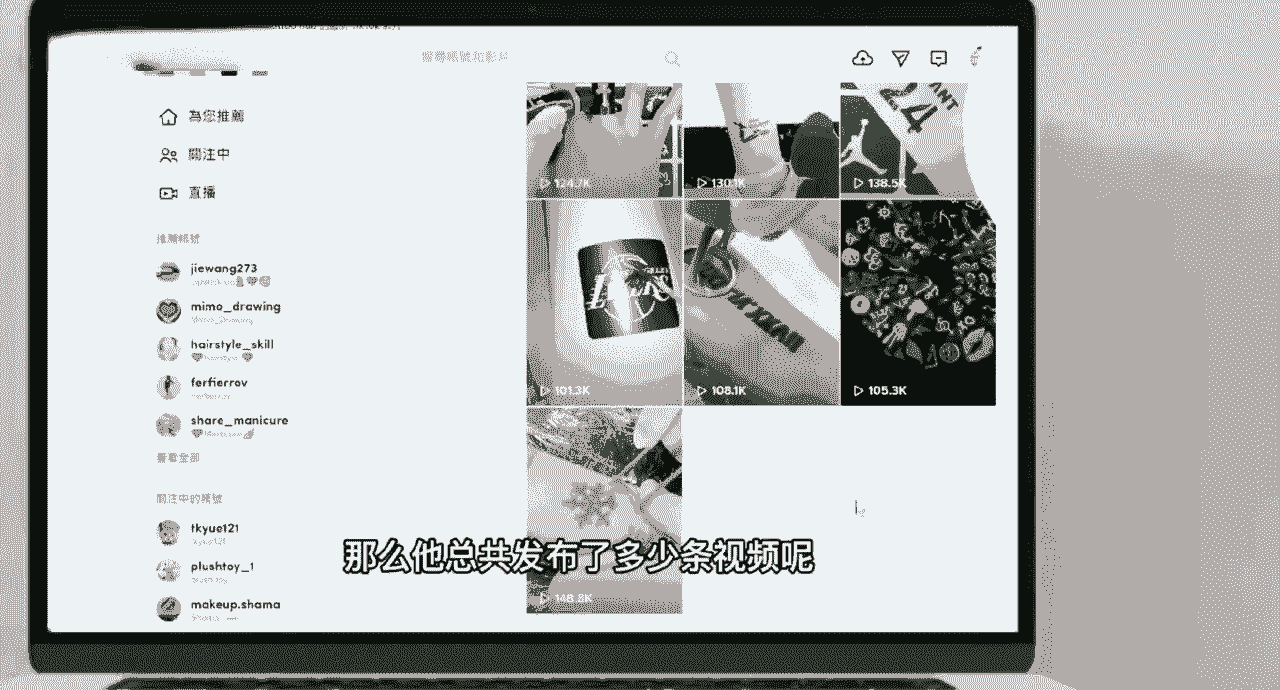 搜尋帳號和影片
為您推薦
關注中
直播
推薦帳號
jiewang273
mimo_drawing
hairstyle_skill
ferfierrov
share_manicure
看看全部
關注中的帳號
tkyue121
plushtoy_1
makeup.shama
124.7K
130.1K
138.5K
24
101.3K
108.1K
105.3K
148.8K
那么他总共发布了多少条视频呢